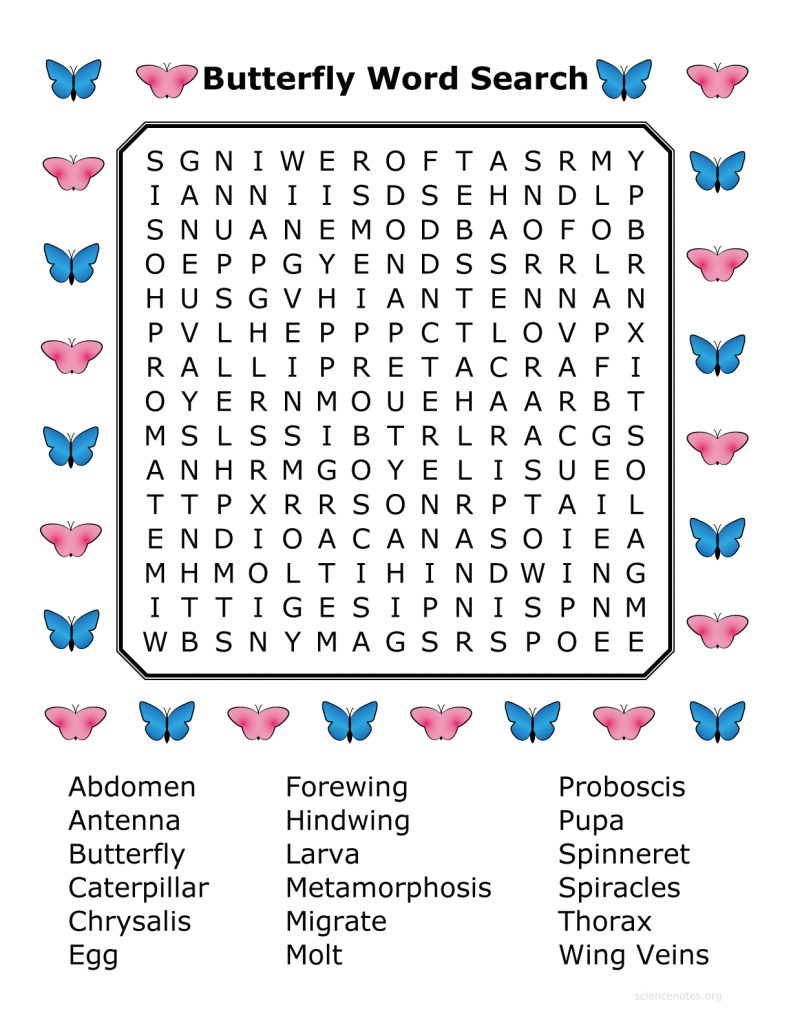 Butterfly Word Search
S G N I W E R O F T A S R M Y
I A N N I I S D S E H N D L P
S N U A N E M O D B A O F O B
O E P P G Y E N D S S R R L R
H U S G V H I A N T E N N A N
P V L H E P P P C T L O V P X
R A L L I P R E T A C R A F I
O Y E R N M O U E H A A R B T
M S L S S I B T R L R A C G S
A N H R M G O Y E L I S U E O
T T P X R R S O N R P T A I L
E N D I O A C A N A S O I E A
M H M O L T I H I N D W I N G
I T T I G E S I P N I S P N M
W B S N Y M A G S R S P O E E
Abdomen Forewing Proboscis
Antenna Hindwing Pupa
Butterfly Larva Spinneret
Caterpillar Metamorphosis Spiracles
Chrysalis Migrate Thorax
Egg Molt Wing Veins
sciencenotes.org